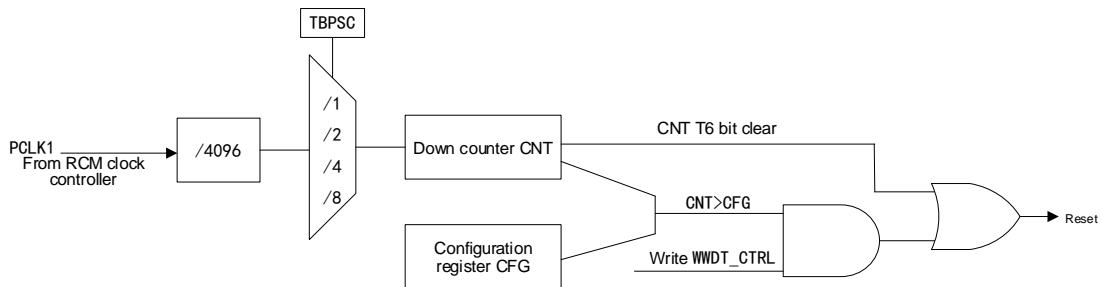 TBPSC
/1
/2
/4
/8
PCLK1
From RCM clock
controller
/4096
Down counter CNT
CNT T6 bit clear
CNT>CFG
Configuration
register CFG
Write WWDT_CTRL
Reset